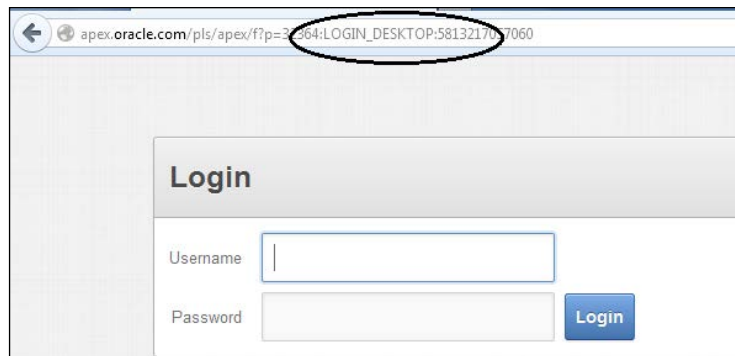 apex.oracle.com/pls/apex/f?p= :LOGIN_DESKTOP:
Login
Username
Password
Login